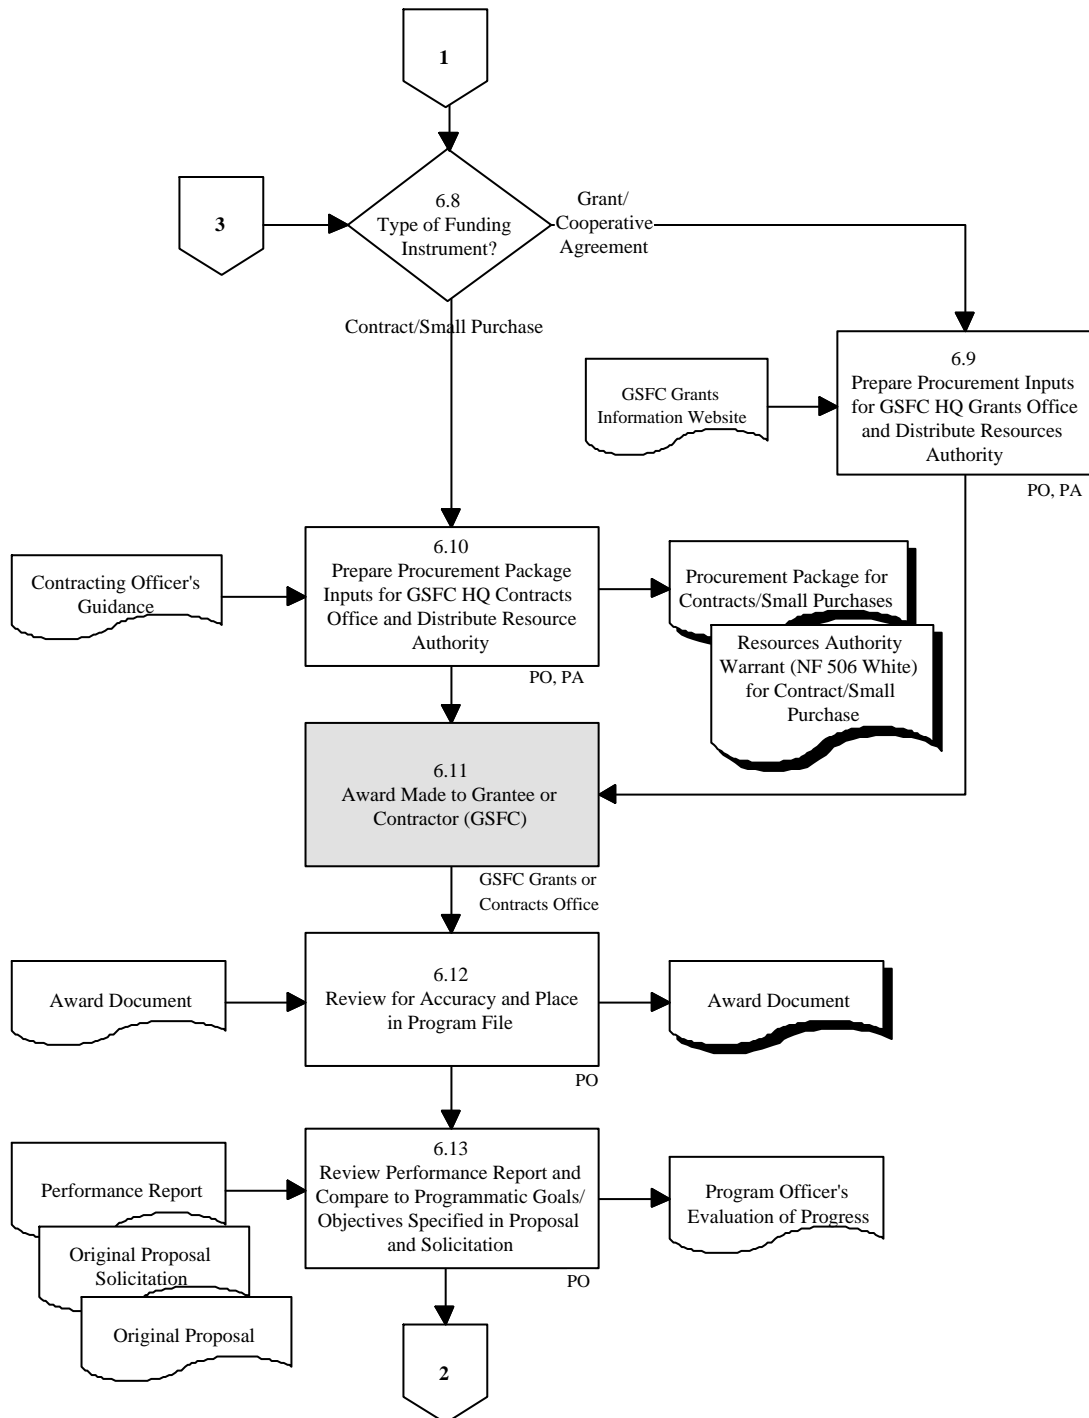 1
3
6.8
Type of Funding
Instrument?
Grant/
Cooperative
Agreement
Contract/Small Purchase
GSFC Grants
Information Website
6.9
Prepare Procurement Inputs
for GSFC HQ Grants Office
and Distribute Resources
Authority
PO, PA
Contracting Officer's
Guidance
6.10
Prepare Procurement Package
Inputs for GSFC HQ Contracts
Office and Distribute Resource
Authority
PO, PA
Procurement Package for
Contracts/Small Purchases
Resources Authority
Warrant (NF 506 White)
for Contract/Small
Purchase
6.11
Award Made to Grantee or
Contractor (GSFC)
GSFC Grants or
Contracts Office
Award Document
6.12
Review for Accuracy and Place
in Program File
PO
Award Document
Performance Report
Original Proposal
Solicitation
Original Proposal
6.13
Review Performance Report and
Compare to Programmatic Goals/
Objectives Specified in Proposal
and Solicitation
PO
Program Officer's
Evaluation of Progress
2